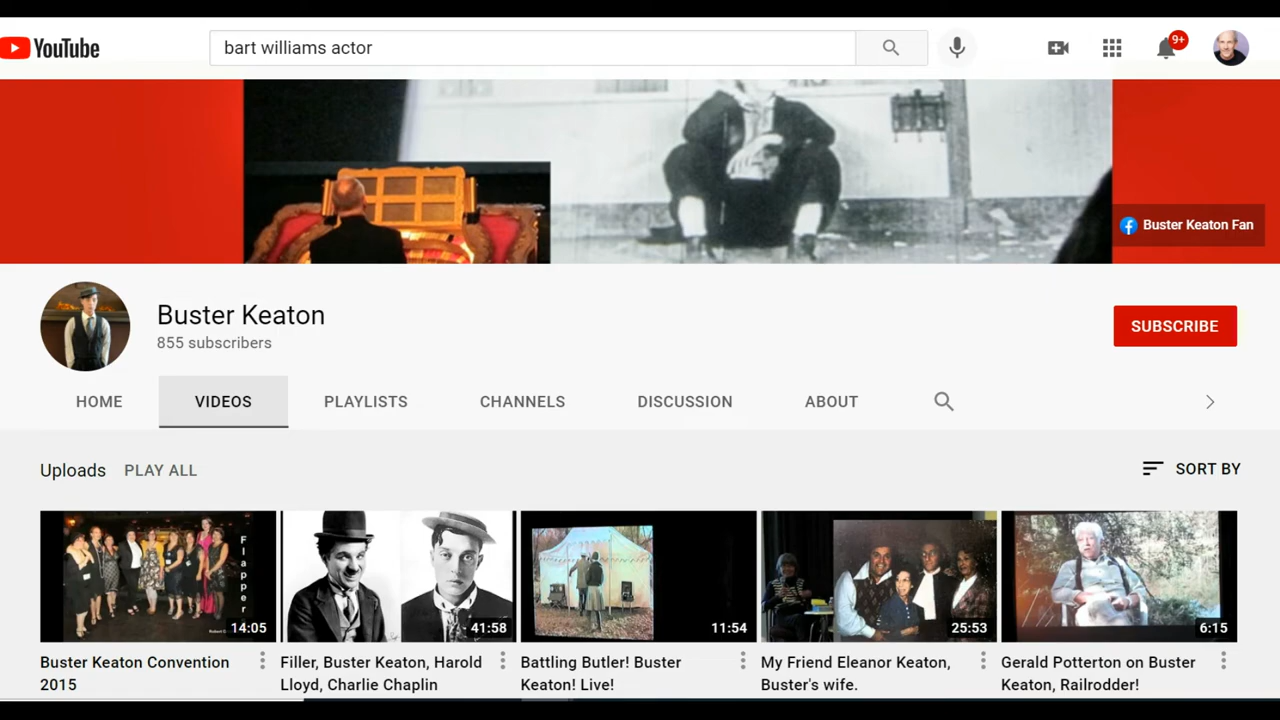 YouTube
bart williams actor
9+
Buster Keaton Fan
Buster Keaton
855 subscribers
SUBSCRIBE
HOME
VIDEOS
PLAYLISTS
CHANNELS
DISCUSSION
ABOUT
Uploads
PLAY ALL
SORT BY
Flapper
14:05
41:58
11:54
25:53
6:15
Buster Keaton Convention
2015
Filler, Buster Keaton, Harold
Lloyd, Charlie Chaplin
Battling Butler! Buster
Keaton! Live!
My Friend Eleanor Keaton,
Buster's wife.
Gerald Potterton on Buster
Keaton, Railrodder!